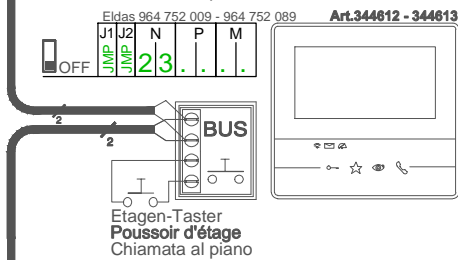 Eldas 964 752 009 - 964 752 089
Art.344612 - 344613
J1 J2 N P M
OFF JMP JMP 2 3 . . . .
2
BUS
2
Etagen-Taster
Poussoir d'étage
Chiamata al piano